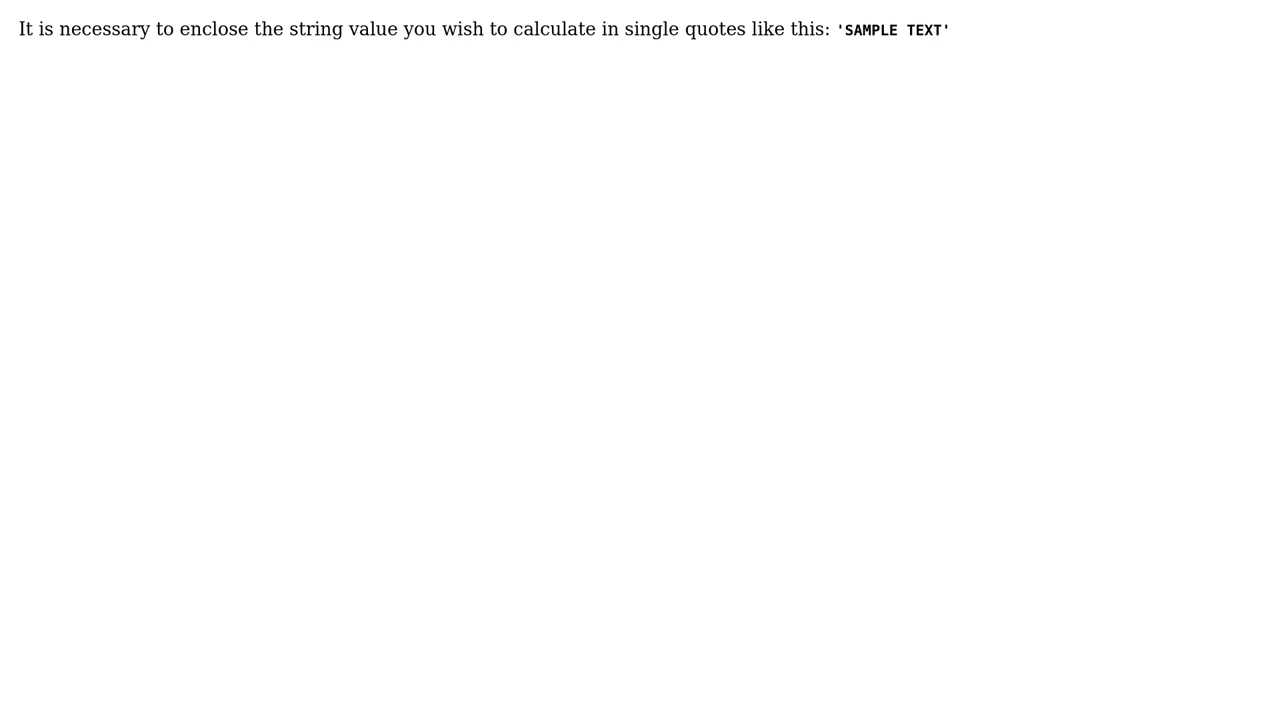 It is necessary to enclose the string value you wish to calculate in single quotes like this: 'SAMPLE TEXT'